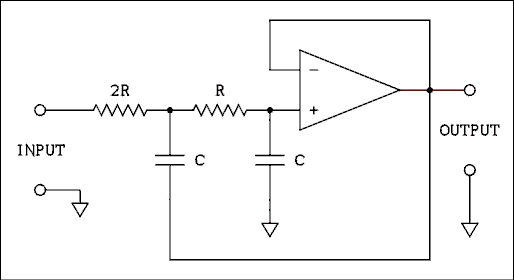 2R R
−
+
INPUT
C C
OUTPUT